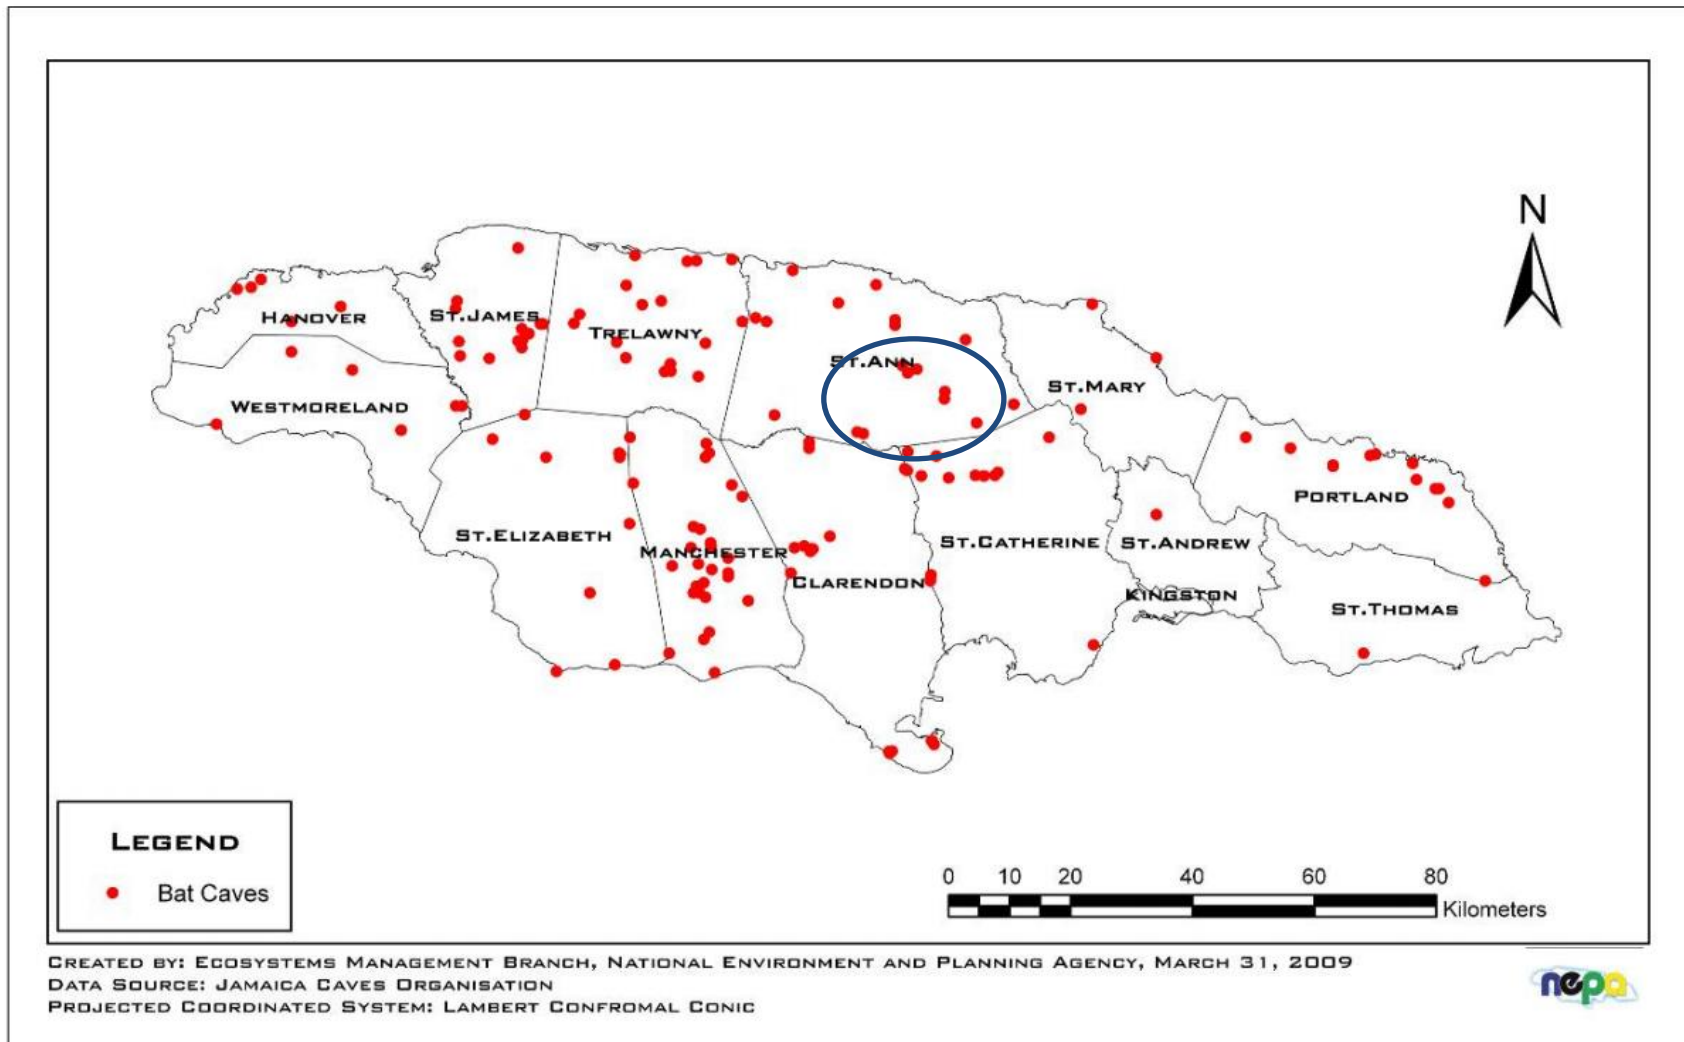 N
HANOVER
ST.JAMES
TRELAWNY
ST.ANN
ST.MARY
WESTMORELAND
PORTLAND
ST.ELIZABETH
MANCHESTER
ST.CATHERINE
ST.ANDREW
CLARENDON
KINGSTON
ST.THOMAS
LEGEND
Bat Caves
0 10 20 40 60 80
Kilometers
CREATED BY: ECOSYSTEMS MANAGEMENT BRANCH, NATIONAL ENVIRONMENT AND PLANNING AGENCY, MARCH 31, 2009
DATA SOURCE: JAMAICA CAVES ORGANISATION
PROJECTED COORDINATED SYSTEM: LAMBERT CONFROMAL CONIC
nepa